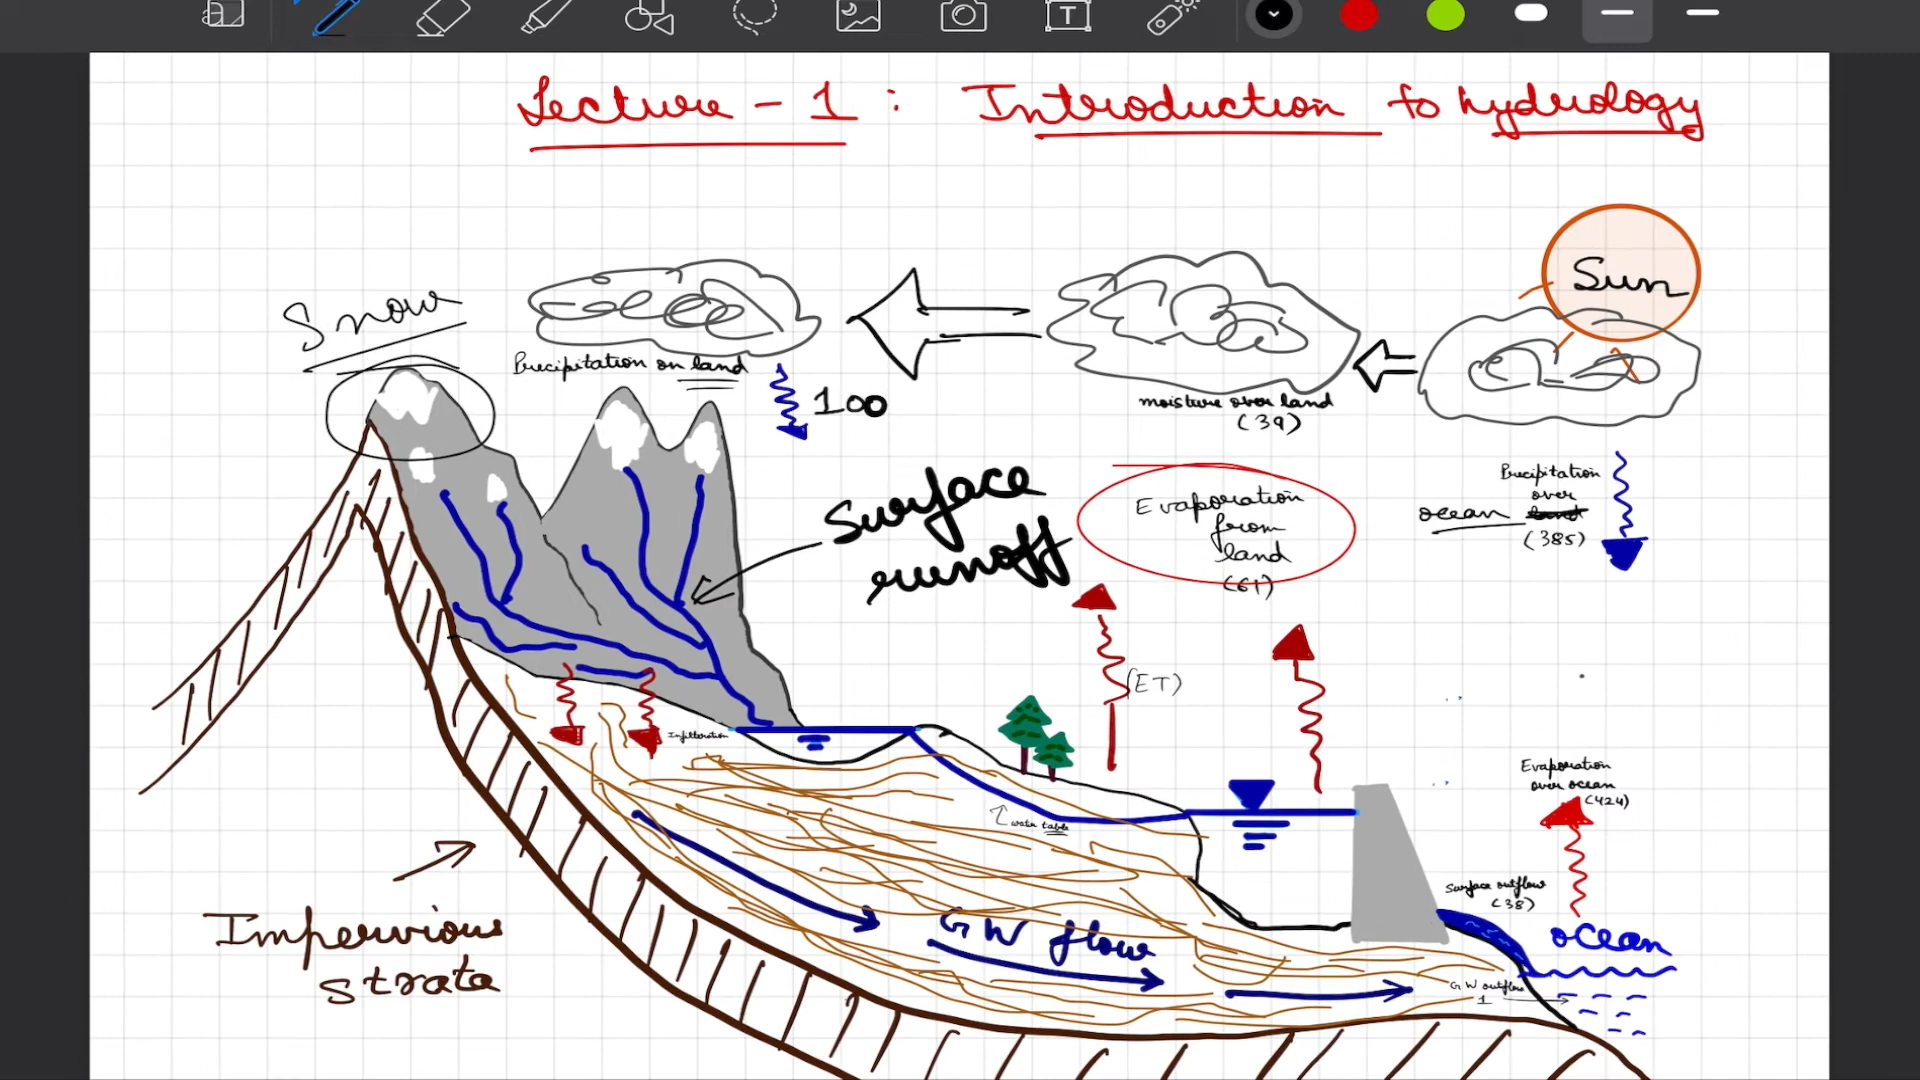 Lecture - 1 : Introduction to hydrology
Sun
Snow
Precipitation on land
100
moisture over land
(39)
Precipitation
over
ocean land
(385)
Surface
runoff
Evaporation
from
land
(61)
(ET)
Infilteration
water table
Evaporation
over ocean
(424)
Surface outflow
(38)
ocean
GW flow
GW outflow
1
Impervious
strata
T